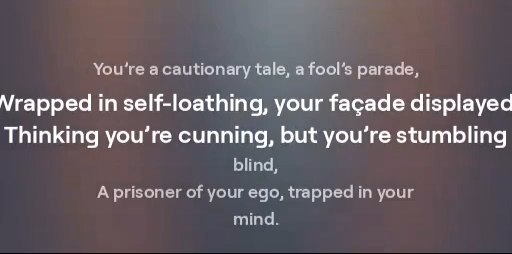 You’re a cautionary tale, a fool’s parade,
Wrapped in self-loathing, your façade displayed
Thinking you’re cunning, but you’re stumbling
blind,
A prisoner of your ego, trapped in your
mind.